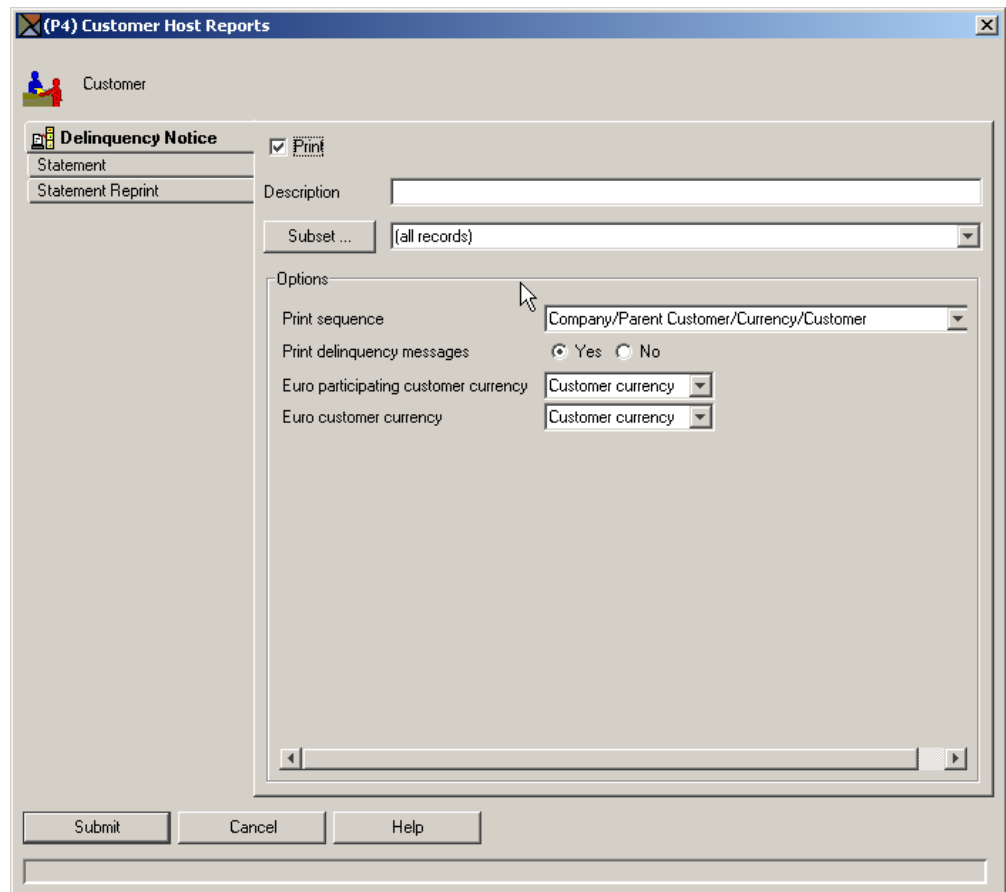 (P4) Customer Host Reports
Customer
Delinquency Notice
Statement
Statement Reprint
Print
Description
Subset ... (all records)
Options
Print sequence Company/Parent Customer/Currency/Customer
Print delinquency messages Yes No
Euro participating customer currency Customer currency
Euro customer currency Customer currency
Submit Cancel Help